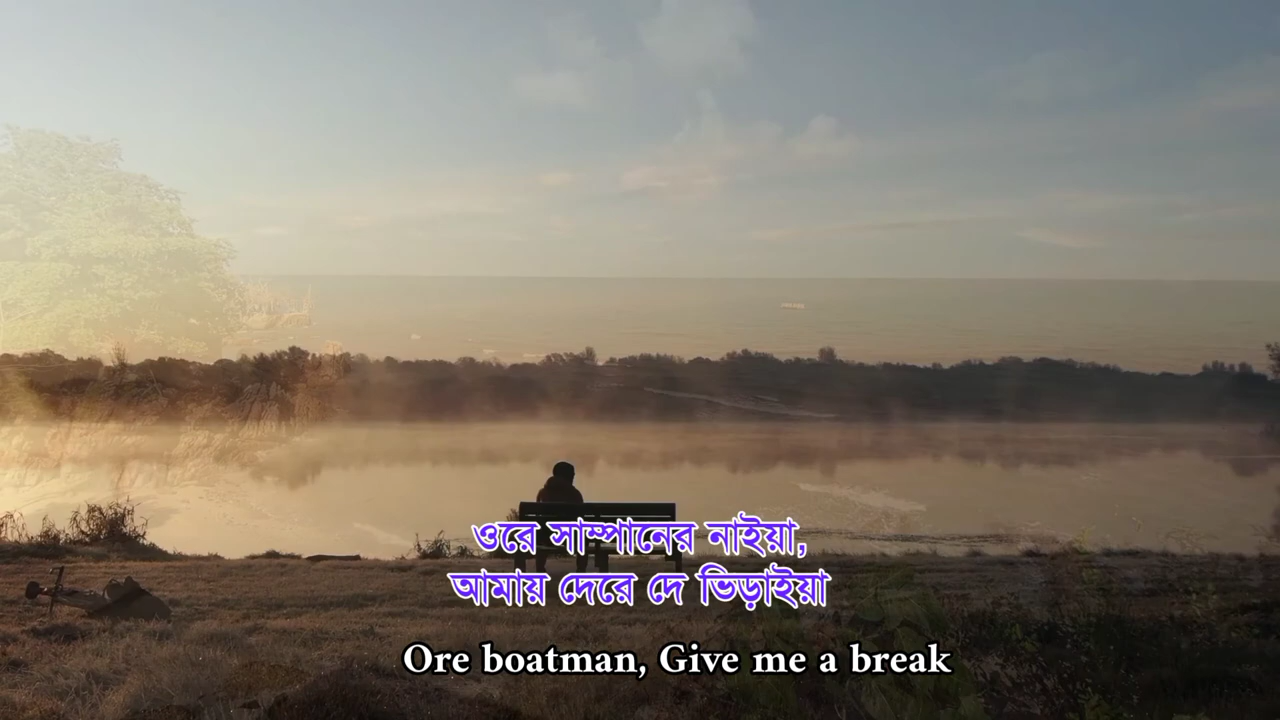 ওরে সাম্পানের নাইয়া,
আমায় দেরে দে ভিড়াইয়া
Ore boatman, Give me a break